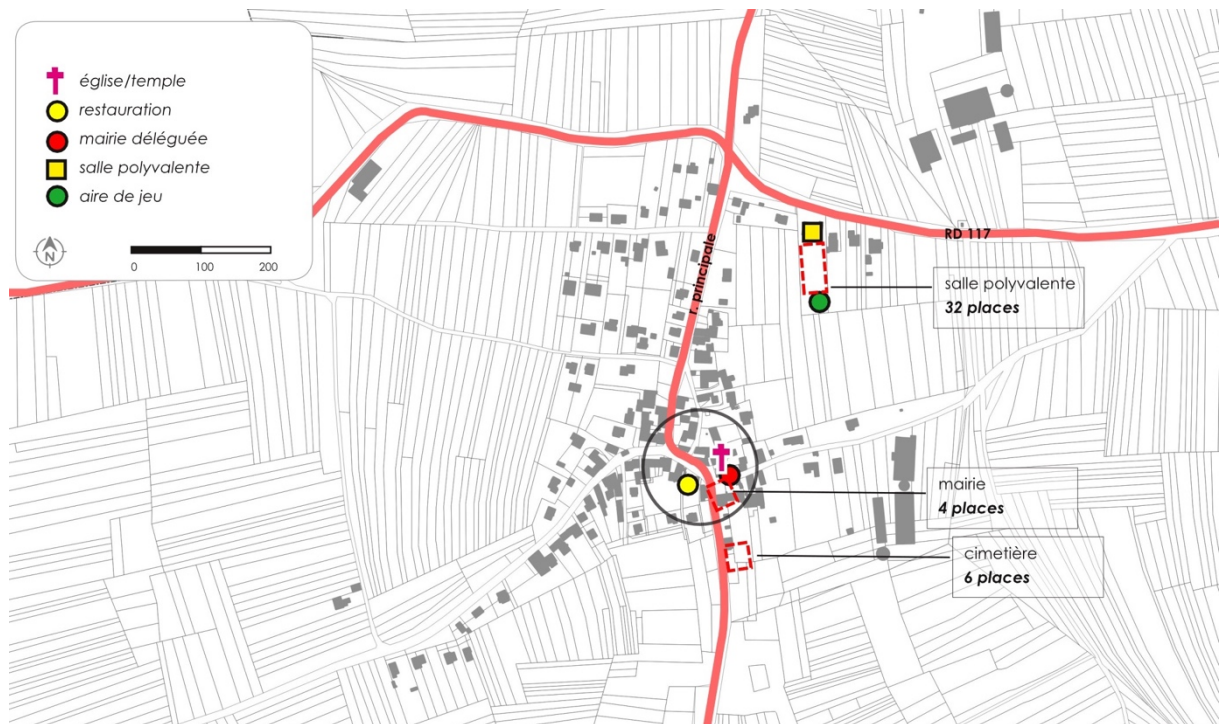 église/temple
restauration
mairie déléguée
salle polyvalente
aire de jeu
N
0 100 200
r. principale
RD 117
salle polyvalente
32 places
mairie
4 places
cimetière
6 places